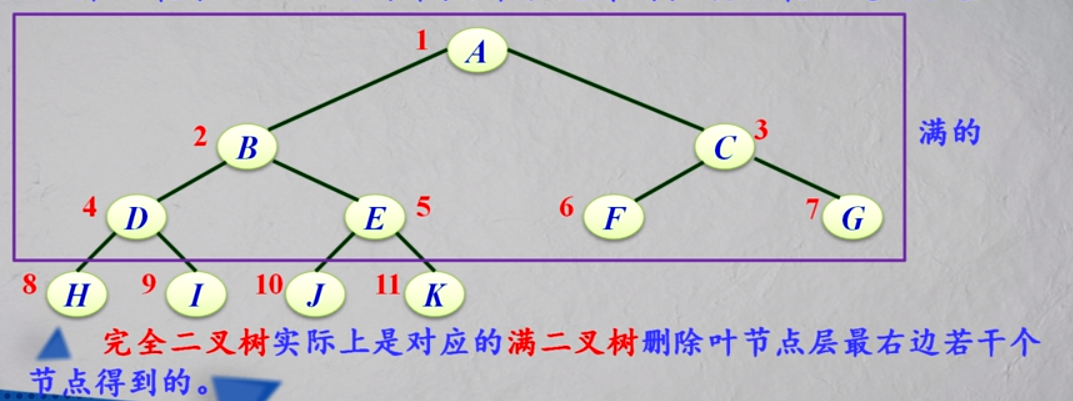 1 A
2 B C 3 满的
4 D E 5 6 F 7 G
8 H 9 I 10 J 11 K
完全二叉树实际上是对应的满二叉树删除叶节点层最右边若干个
节点得到的。